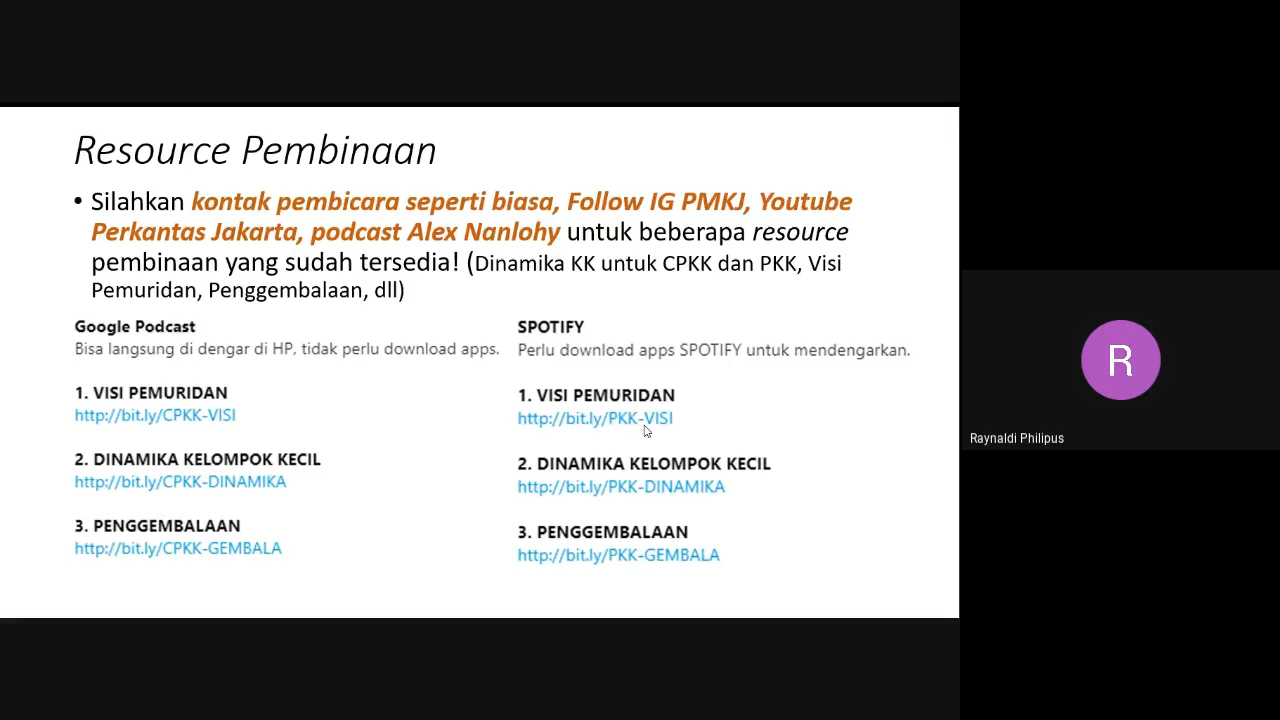 Resource Pembinaan
• Silahkan kontak pembicara seperti biasa, Follow IG PMKJ, Youtube
Perkantas Jakarta, podcast Alex Nanlohy untuk beberapa resource
pembinaan yang sudah tersedia! (Dinamika KK untuk CPKK dan PKK, Visi
Pemuridan, Penggembalaan, dll)
Google Podcast
Bisa langsung di dengar di HP, tidak perlu download apps.
1. VISI PEMURIDAN
http://bit.ly/CPKK-VISI
2. DINAMIKA KELOMPOK KECIL
http://bit.ly/CPKK-DINAMIKA
3. PENGGEMBALAAN
http://bit.ly/CPKK-GEMBALA
SPOTIFY
Perlu download apps SPOTIFY untuk mendengarkan.
1. VISI PEMURIDAN
http://bit.ly/PKK-VISI
2. DINAMIKA KELOMPOK KECIL
http://bit.ly/PKK-DINAMIKA
3. PENGGEMBALAAN
http://bit.ly/PKK-GEMBALA
R
Raynaldi Philipus